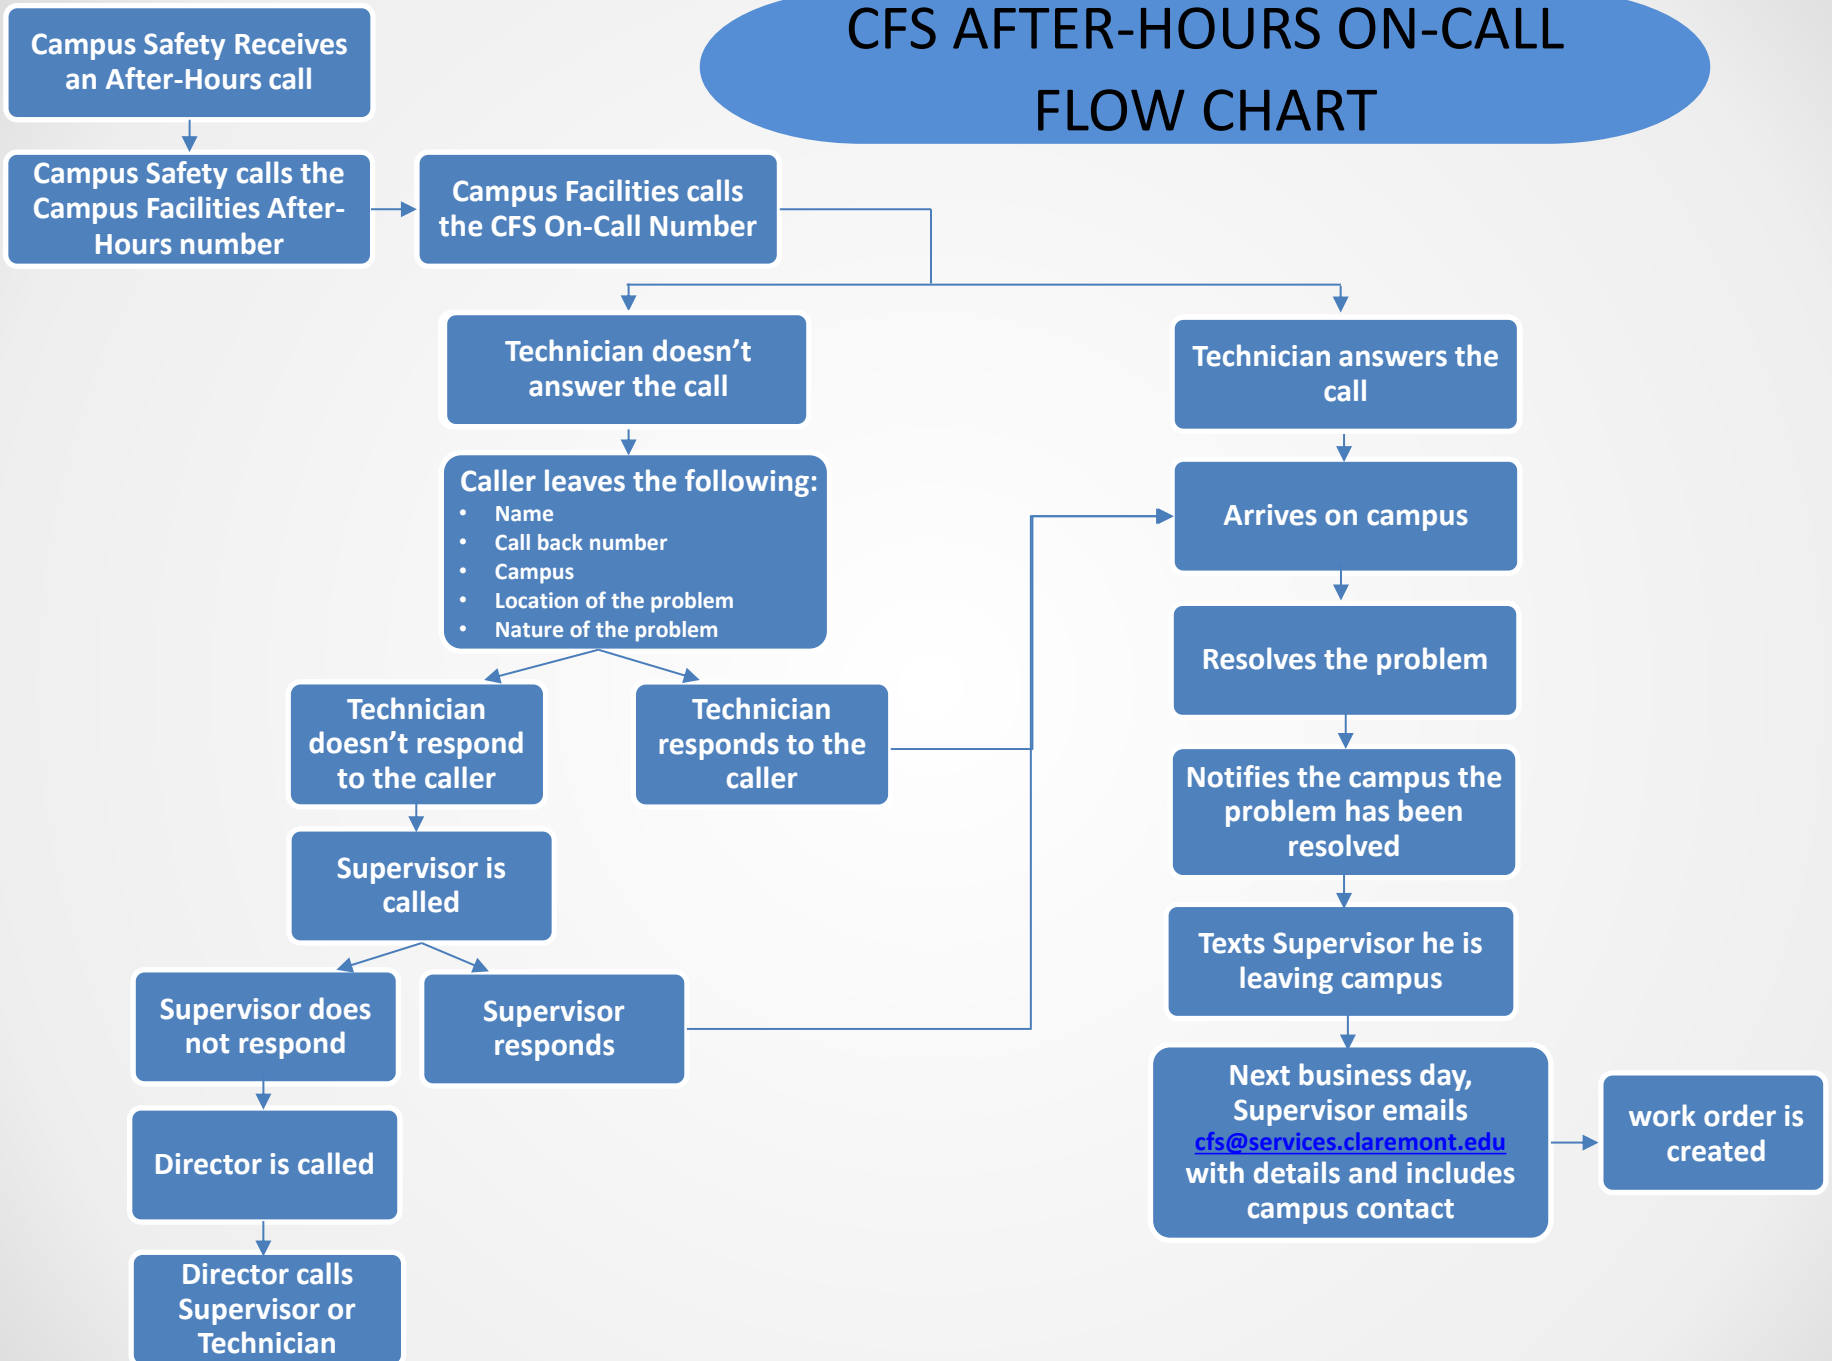 CFS AFTER-HOURS ON-CALL
FLOW CHART
Campus Safety Receives
an After-Hours call
Campus Safety calls the
Campus Facilities After-
Hours number
Campus Facilities calls
the CFS On-Call Number
Technician doesn’t
answer the call
Caller leaves the following:
• Name
• Call back number
• Campus
• Location of the problem
• Nature of the problem
Technician
doesn’t respond
to the caller
Technician
responds to the
caller
Supervisor is
called
Supervisor does
not respond
Supervisor
responds
Director is called
Director calls
Supervisor or
Technician
Technician answers the
call
Arrives on campus
Resolves the problem
Notifies the campus the
problem has been
resolved
Texts Supervisor he is
leaving campus
Next business day,
Supervisor emails
cfs@services.claremont.edu
with details and includes
campus contact
work order is
created